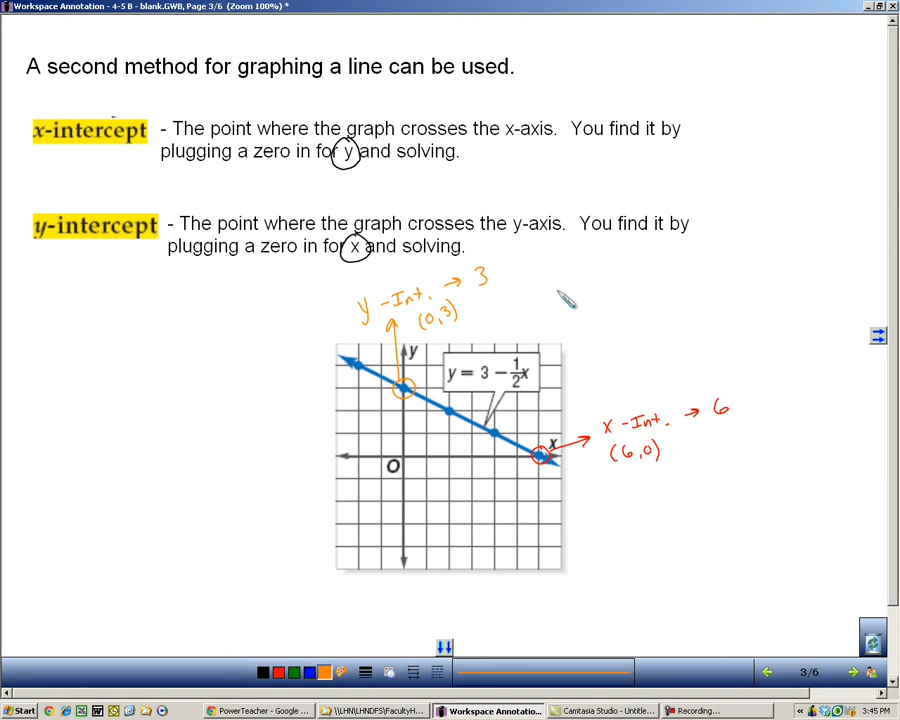 Workspace Annotation - 4-5 B - blank.GWB, Page 3/6 (Zoom 100%) *
A second method for graphing a line can be used.
x-intercept - The point where the graph crosses the x-axis. You find it by
plugging a zero in for y and solving.
y-intercept - The point where the graph crosses the y-axis. You find it by
plugging a zero in for x and solving.
y-Int. → 3
(0,3)
y
y = 3 − 1/2x
x
O
x-Int. → 6
(6,0)
3/6
Start
PowerTeacher - Google ...
\\LHN\LHNDFS\FacultyH...
Workspace Annotation...
Camtasia Studio - Untitle...
Recording...
3:45 PM